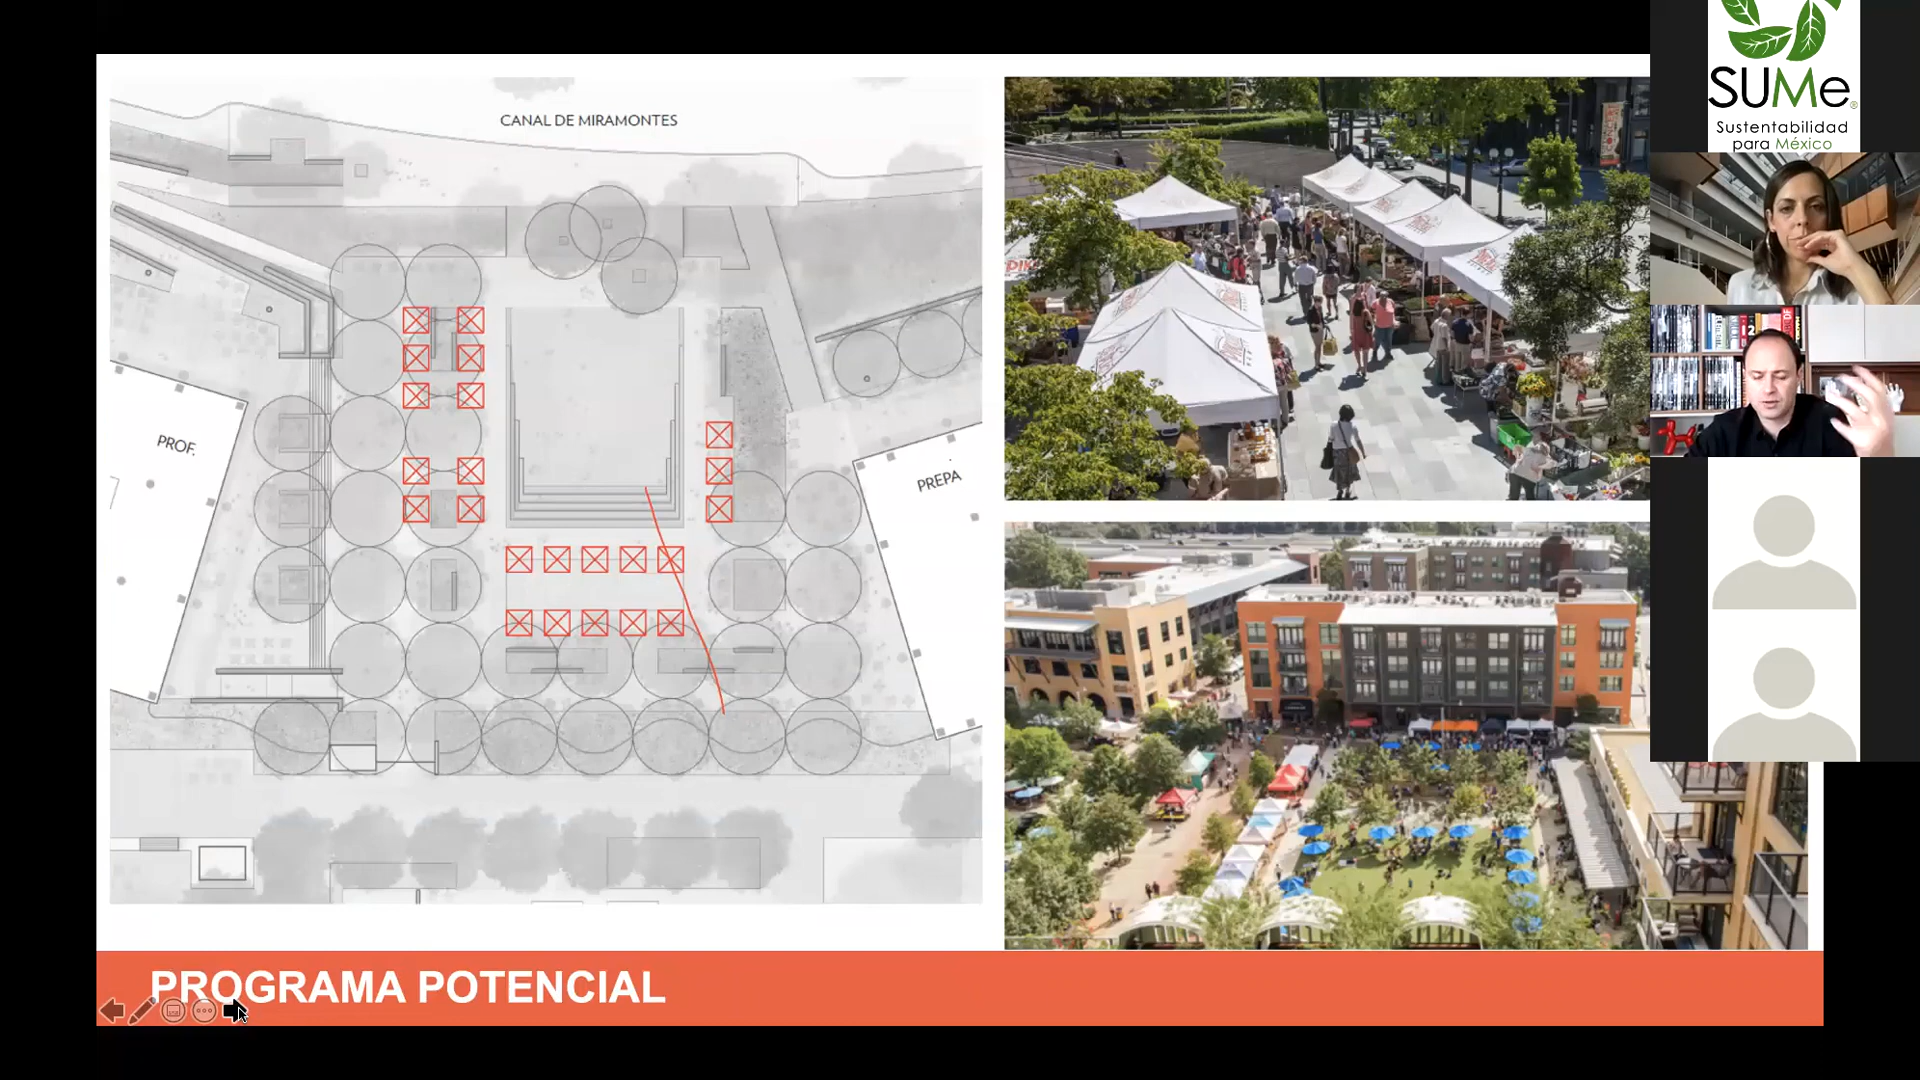 CANAL DE MIRAMONTES
PROF.
PREPA
PROGRAMA POTENCIAL
SUMe®
Sustentabilidad
para México